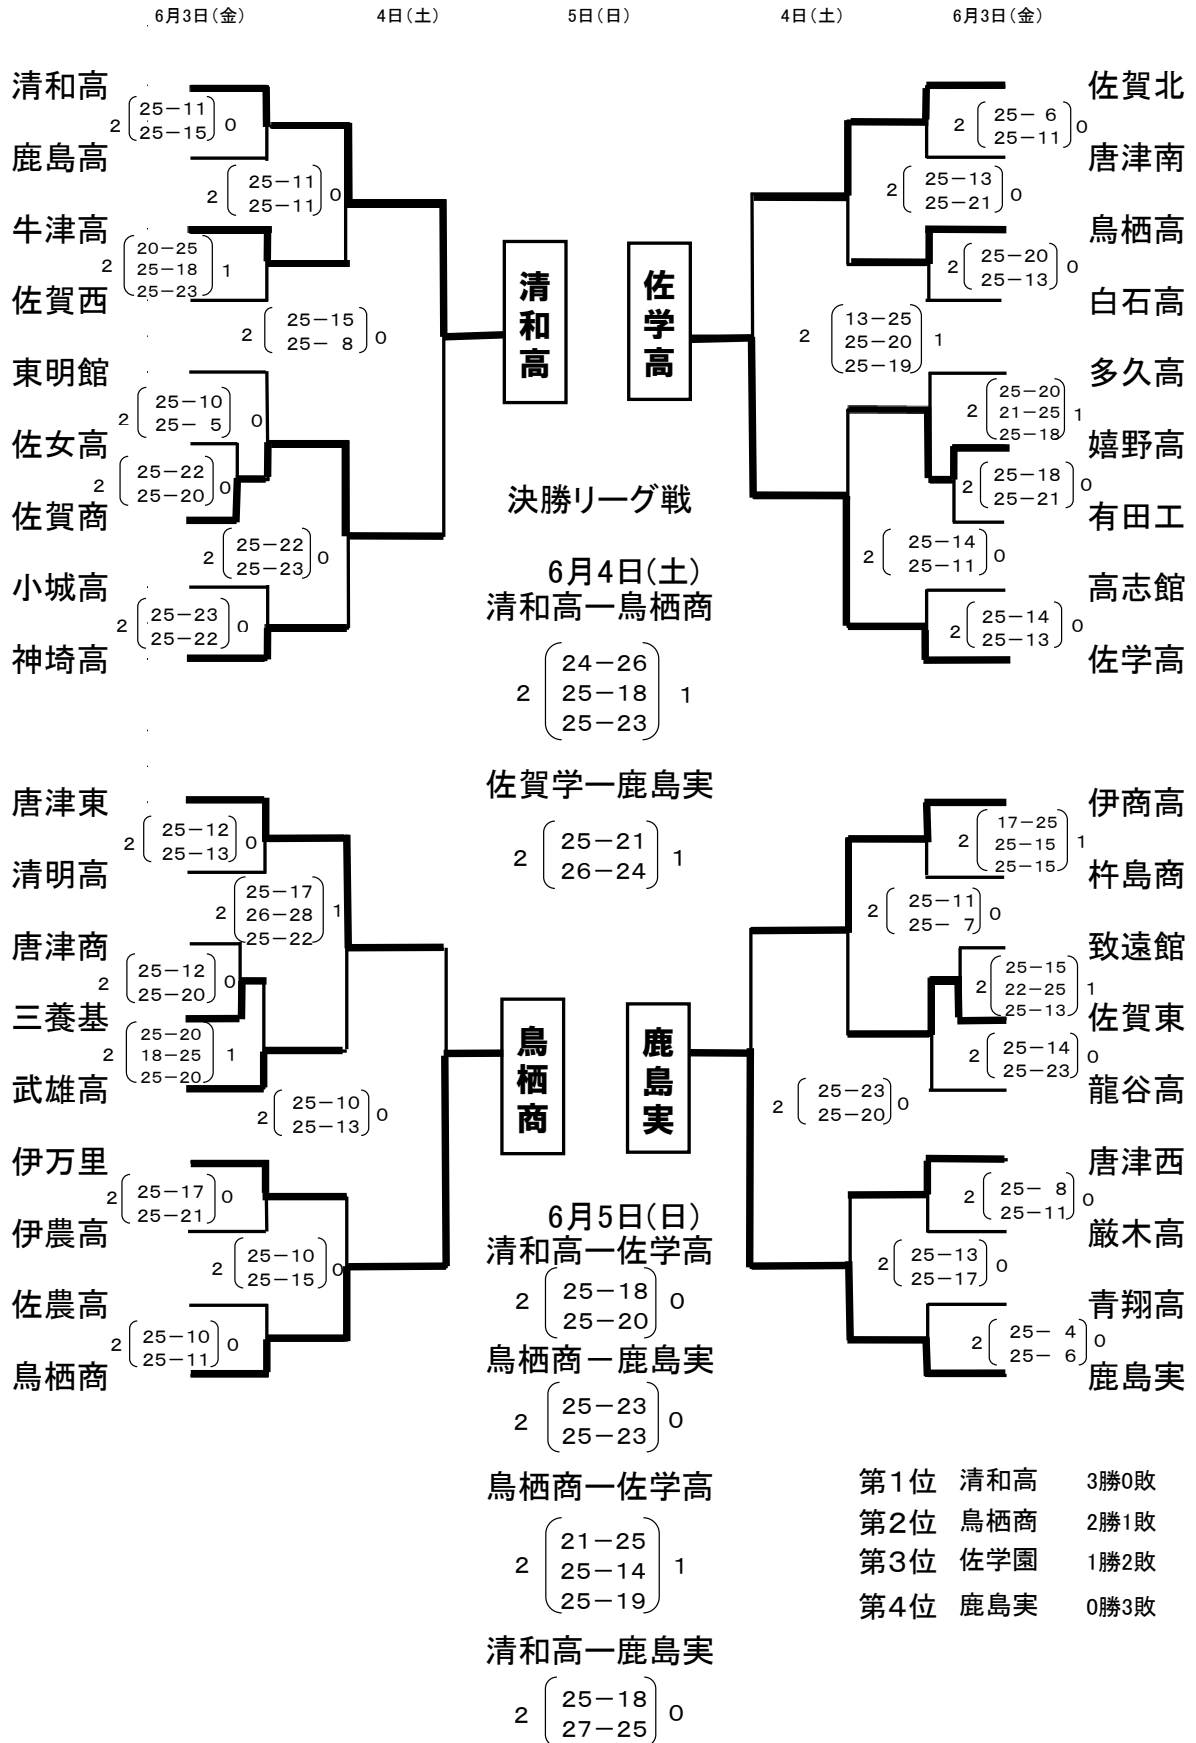 6月3日(金) 4日(土) 5日(日) 4日(土) 6月3日(金)
清和高
2 25－11 0
25－15
鹿島高
2 25－11 0
25－11
牛津高
2 20－25 1
25－18
25－23
佐賀西
2 25－15 0
25－ 8
東明館
2 25－10 0
25－ 5
佐女高
2 25－22 0
25－20
佐賀商
2 25－22 0
25－23
小城高
2 25－23 0
25－22
神埼高
清和高
唐津東
2 25－12 0
25－13
清明高
2 25－17 1
26－28
25－22
唐津商
2 25－12 0
25－20
三養基
2 25－20 1
18－25
25－20
武雄高
2 25－10 0
25－13
伊万里
2 25－17 0
25－21
伊農高
2 25－10 0
25－15
佐農高
2 25－10 0
25－11
鳥栖商
鳥栖商
決勝リーグ戦
6月4日(土)
清和高ー鳥栖商
2 24－26 1
25－18
25－23
佐賀学ー鹿島実
2 25－21 1
26－24
6月5日(日)
清和高ー佐学高
2 25－18 0
25－20
鳥栖商－鹿島実
2 25－23 0
25－23
鳥栖商ー佐学高
2 21－25 1
25－14
25－19
清和高ー鹿島実
2 25－18 0
27－25
佐学高
佐賀北
2 25－ 6 0
25－11
唐津南
2 25－13 0
25－21
鳥栖高
2 25－20 0
25－13
白石高
2 13－25 1
25－20
25－19
多久高
2 25－20 1
21－25
25－18
嬉野高
2 25－18 0
25－21
有田工
2 25－14 0
25－11
高志館
2 25－14 0
25－13
佐学高
鹿島実
伊商高
2 17－25 1
25－15
25－15
杵島商
2 25－11 0
25－ 7
致遠館
2 25－15 1
22－25
25－13
佐賀東
2 25－14 0
25－23
龍谷高
2 25－23 0
25－20
唐津西
2 25－ 8 0
25－11
厳木高
2 25－13 0
25－17
青翔高
2 25－ 4 0
25－ 6
鹿島実
第1位 清和高 3勝0敗
第2位 鳥栖商 2勝1敗
第3位 佐学園 1勝2敗
第4位 鹿島実 0勝3敗